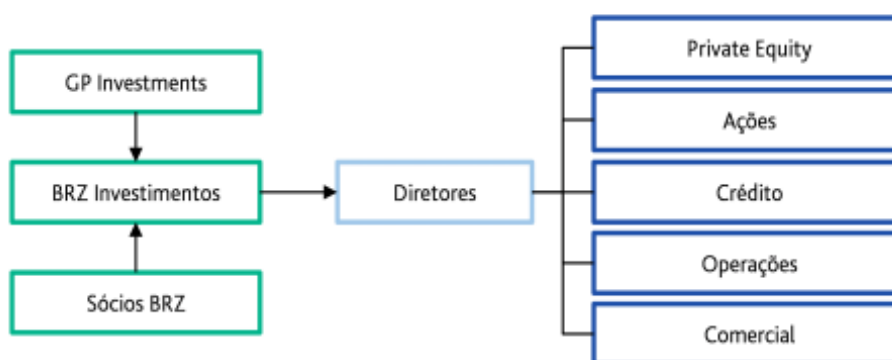 GP Investments
BRZ Investimentos
Sócios BRZ
Diretores
Private Equity
Ações
Crédito
Operações
Comercial